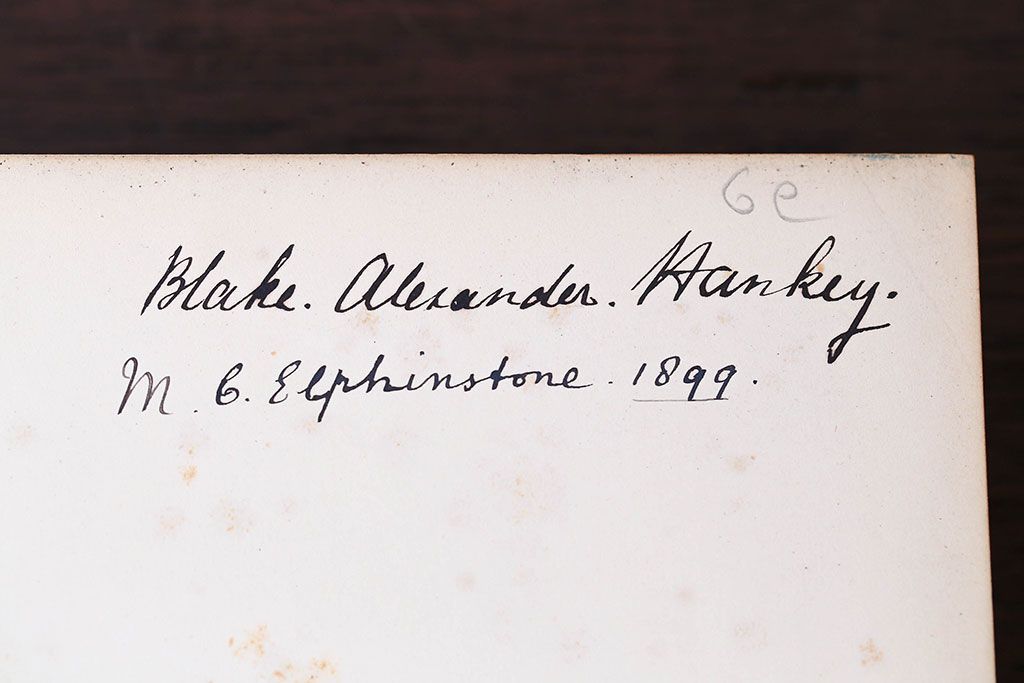 6e
Blake. Alexander. Hankey.
M. C. Elphinstone. 1899.